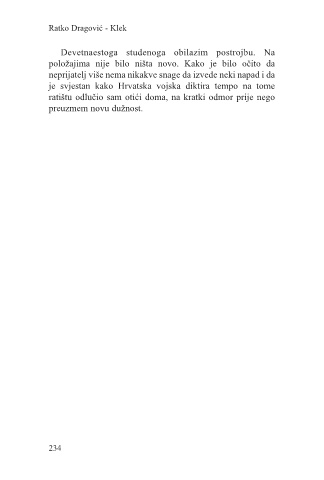 Ratko Dragović - Klek
Devetnaestoga studenoga obilazim postrojbu. Na
položajima nije bilo ništa novo. Kako je bilo očito da
neprijatelj više nema nikakve snage da izvede neki napad i da
je svjestan kako Hrvatska vojska diktira tempo na tome
ratištu odlučio sam otići doma, na kratki odmor prije nego
preuzmem novu dužnost.
234